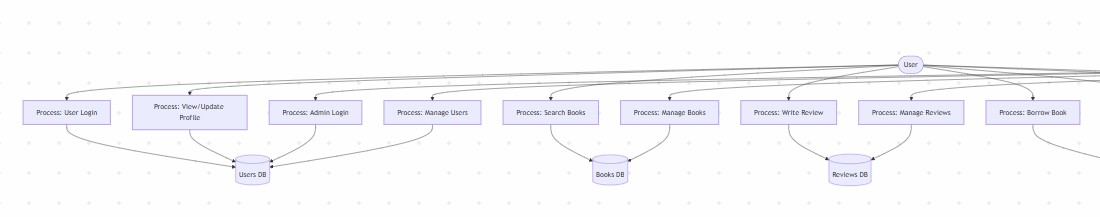 User
Process: User Login
Process: View/Update
Profile
Process: Admin Login
Process: Manage Users
Process: Search Books
Process: Manage Books
Process: Write Review
Process: Manage Reviews
Process: Borrow Book
Users DB
Books DB
Reviews DB